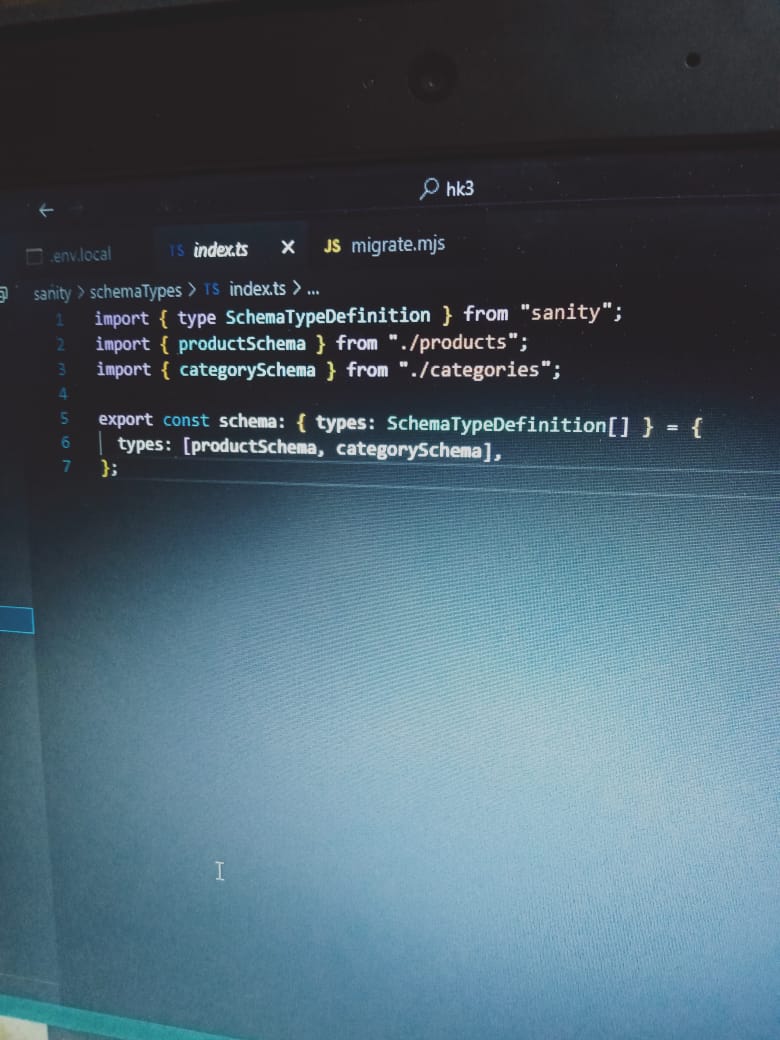 hk3
.env.local
TS index.ts
JS migrate.mjs
sanity > schemaTypes > TS index.ts > ...
1 import { type SchemaTypeDefinition } from "sanity";
2 import { productSchema } from "./products";
3 import { categorySchema } from "./categories";
4
5 export const schema: { types: SchemaTypeDefinition[] } = {
6 types: [productSchema, categorySchema],
7 };